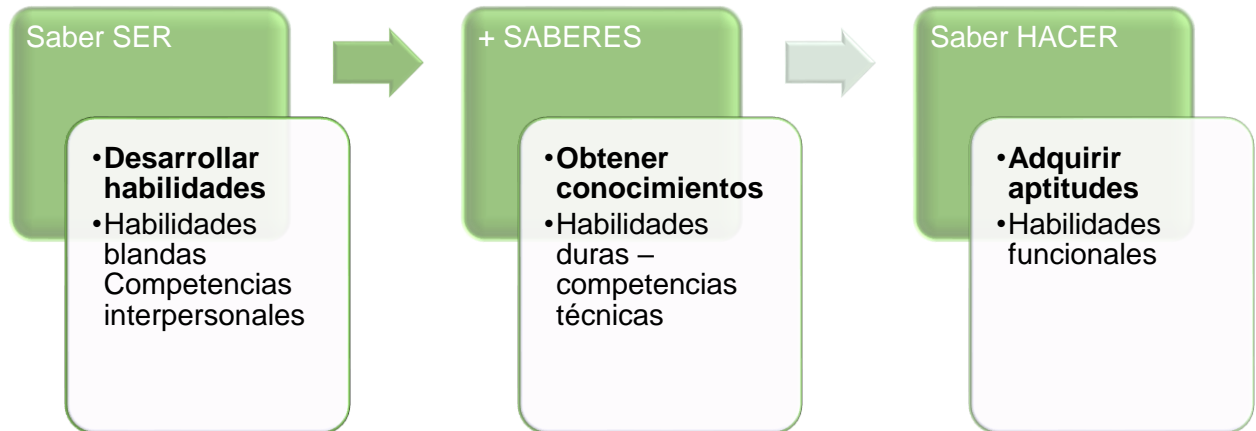 Saber SER
•Desarrollar
habilidades
•Habilidades
blandas
Competencias
interpersonales
+ SABERES
•Obtener
conocimientos
•Habilidades
duras –
competencias
técnicas
Saber HACER
•Adquirir
aptitudes
•Habilidades
funcionales